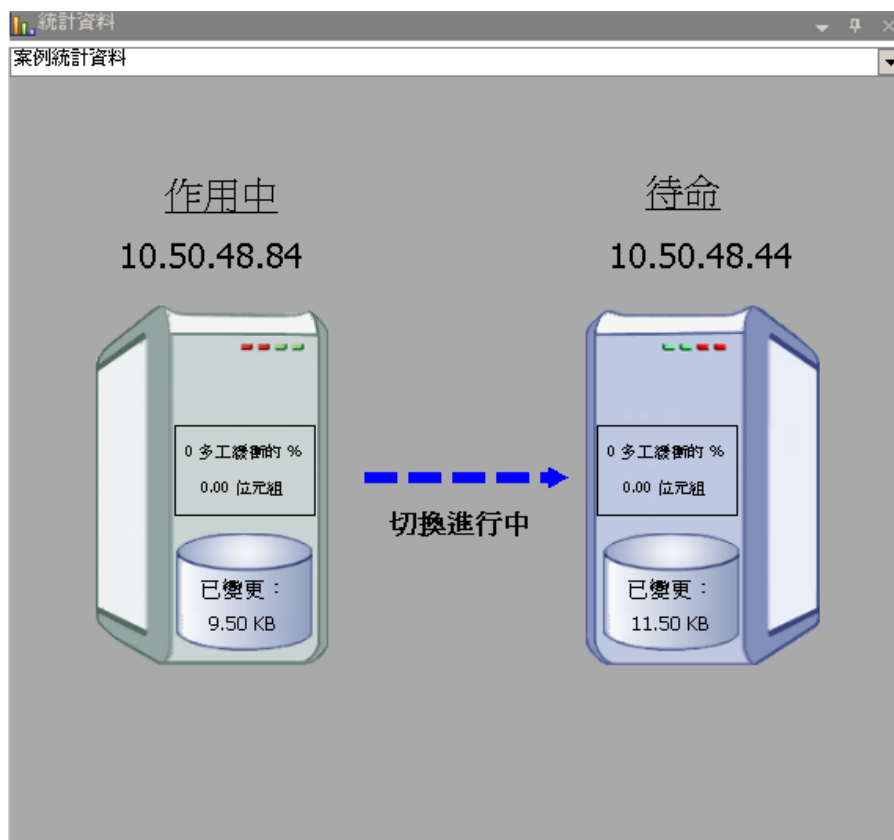 統計資料
案例統計資料
作用中
待命
10.50.48.84
10.50.48.44
0 多工緩衝的 %
0.00 位元組
0 多工緩衝的 %
0.00 位元組
切換進行中
已變更：
9.50 KB
已變更：
11.50 KB